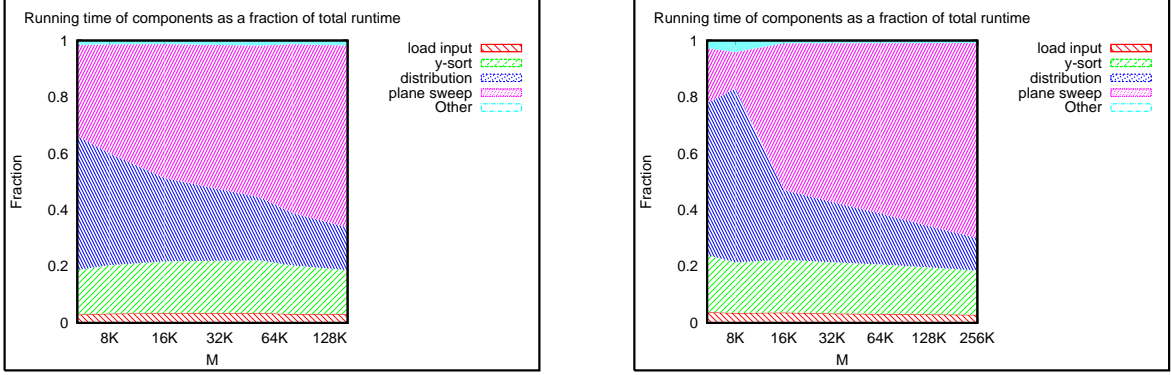 Running time of components as a fraction of total runtime
1
0.8
0.6
0.4
0.2
0
Fraction
8K 16K 32K 64K 128K
M
load input
y-sort
distribution
plane sweep
Other
Running time of components as a fraction of total runtime
1
0.8
0.6
0.4
0.2
0
Fraction
8K 16K 32K 64K 128K 256K
M
load input
y-sort
distribution
plane sweep
Other